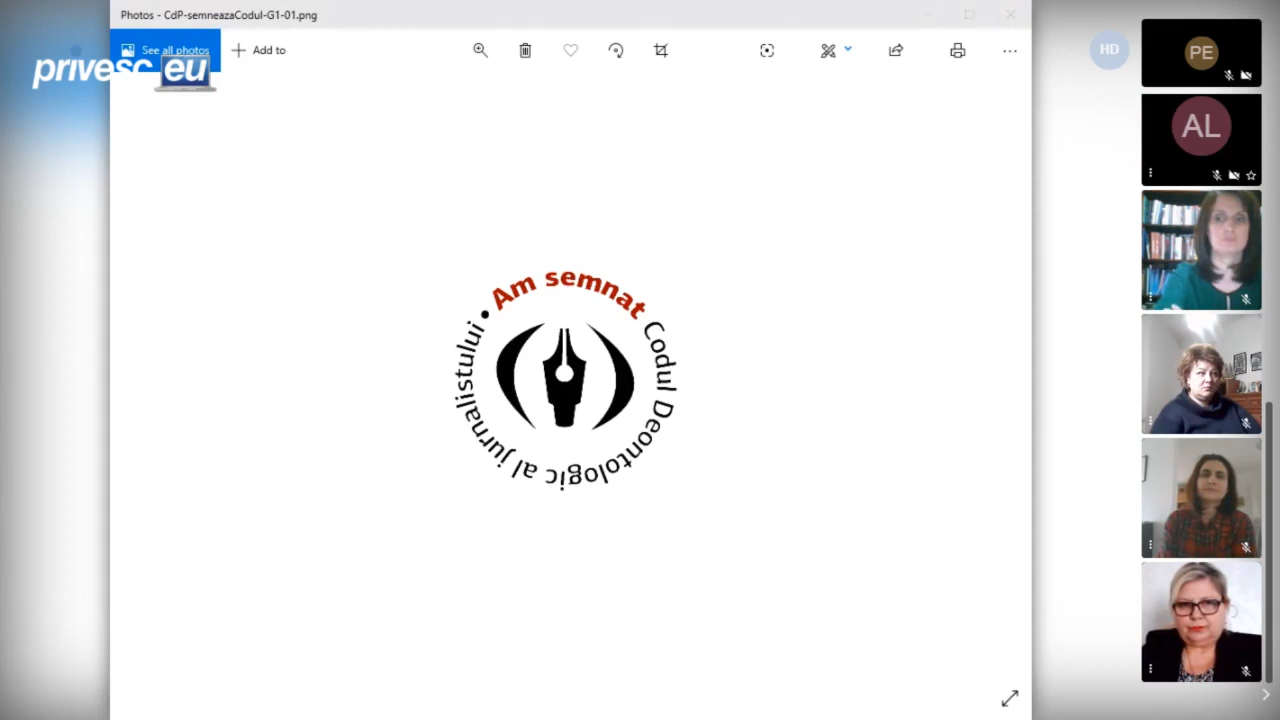 Photos - CdP-semneazaCodul-G1-01.png
See all photos
Add to
privesc.eu
HD
PE
AL
Am semnat Codul Deontologic al jurnalistului •